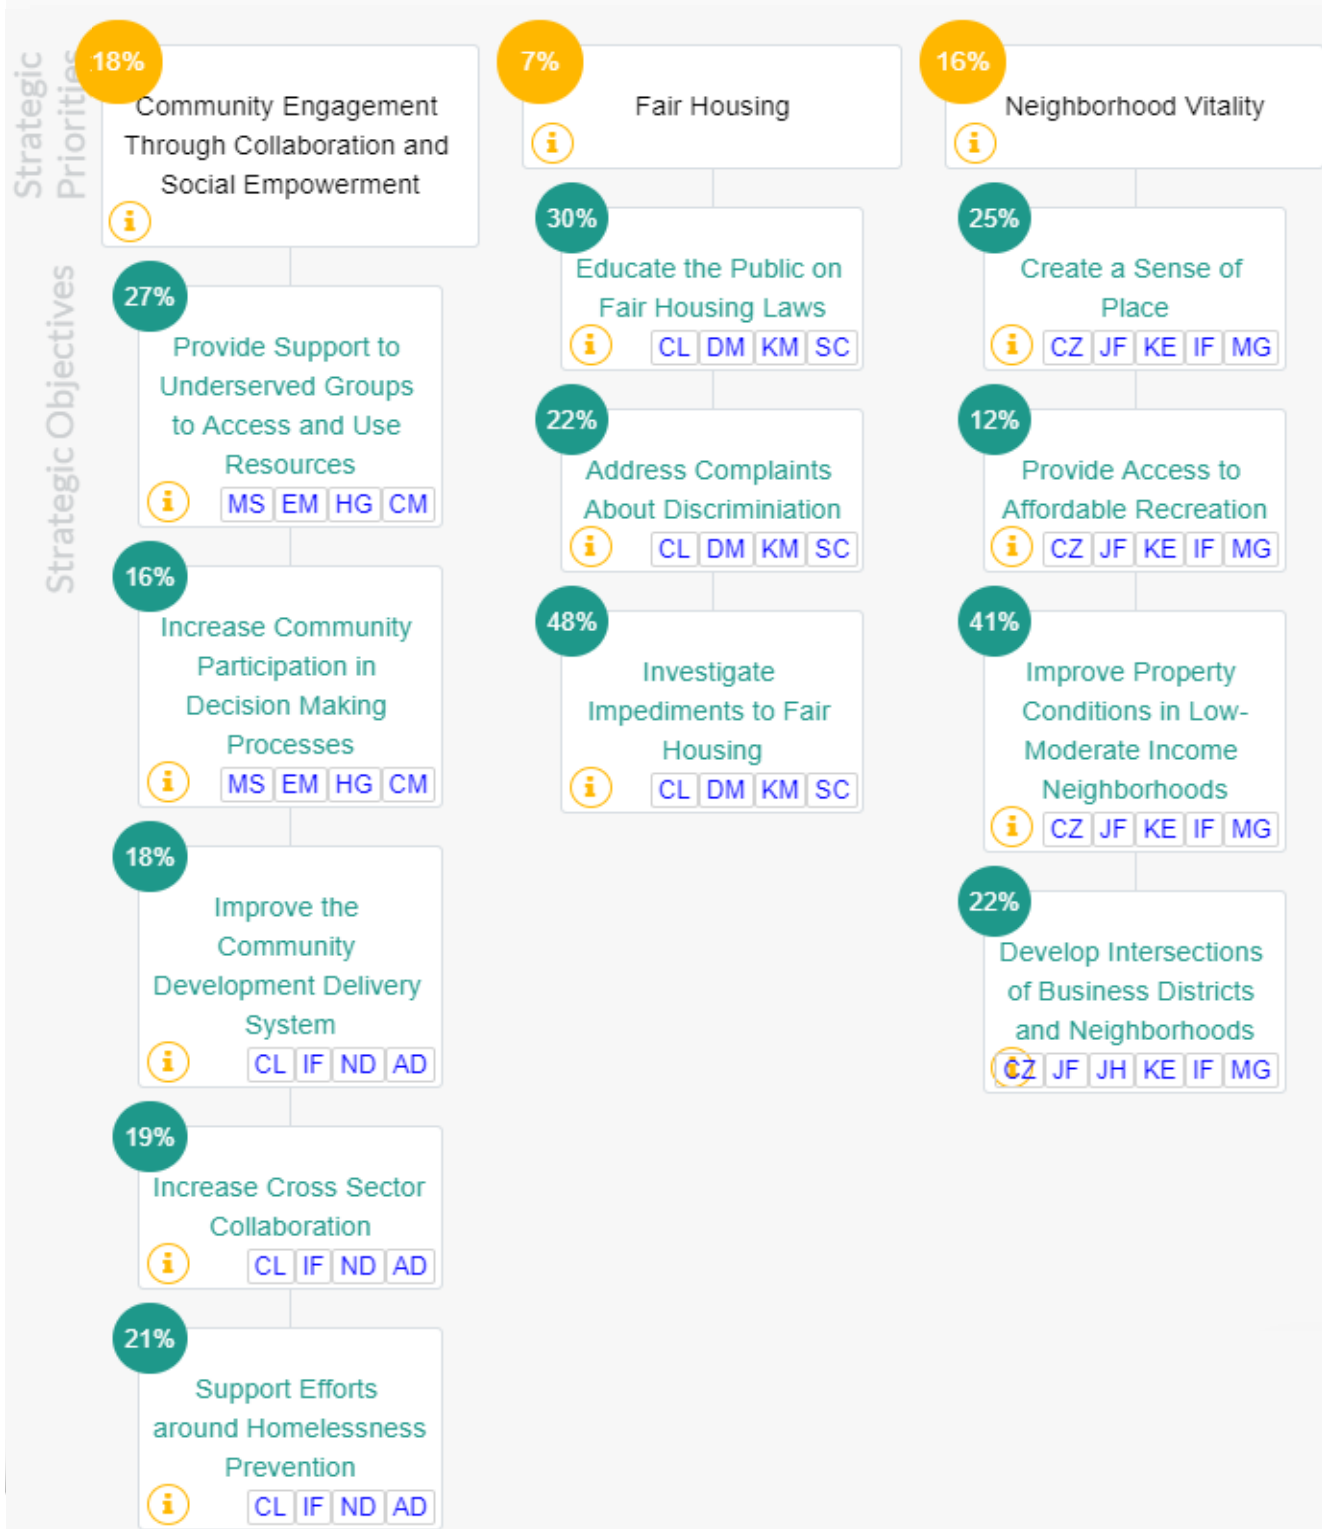 Strategic
Priorities
Strategic Objectives
18%
Community Engagement
Through Collaboration and
Social Empowerment
i
27%
Provide Support to
Underserved Groups
to Access and Use
Resources
i MS EM HG CM
16%
Increase Community
Participation in
Decision Making
Processes
i MS EM HG CM
18%
Improve the
Community
Development Delivery
System
i CL IF ND AD
19%
Increase Cross Sector
Collaboration
i CL IF ND AD
21%
Support Efforts
around Homelessness
Prevention
i CL IF ND AD
7%
Fair Housing
i
30%
Educate the Public on
Fair Housing Laws
i CL DM KM SC
22%
Address Complaints
About Discriminiation
i CL DM KM SC
48%
Investigate
Impediments to Fair
Housing
i CL DM KM SC
16%
Neighborhood Vitality
i
25%
Create a Sense of
Place
i CZ JF KE IF MG
12%
Provide Access to
Affordable Recreation
i CZ JF KE IF MG
41%
Improve Property
Conditions in Low-
Moderate Income
Neighborhoods
i CZ JF KE IF MG
22%
Develop Intersections
of Business Districts
and Neighborhoods
i CZ JF JH KE IF MG